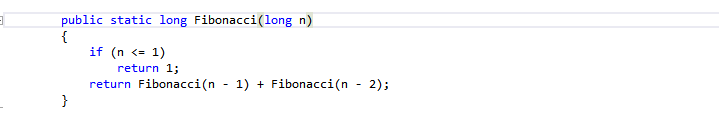 public static long Fibonacci(long n)
{
if (n <= 1)
return 1;
return Fibonacci(n - 1) + Fibonacci(n - 2);
}